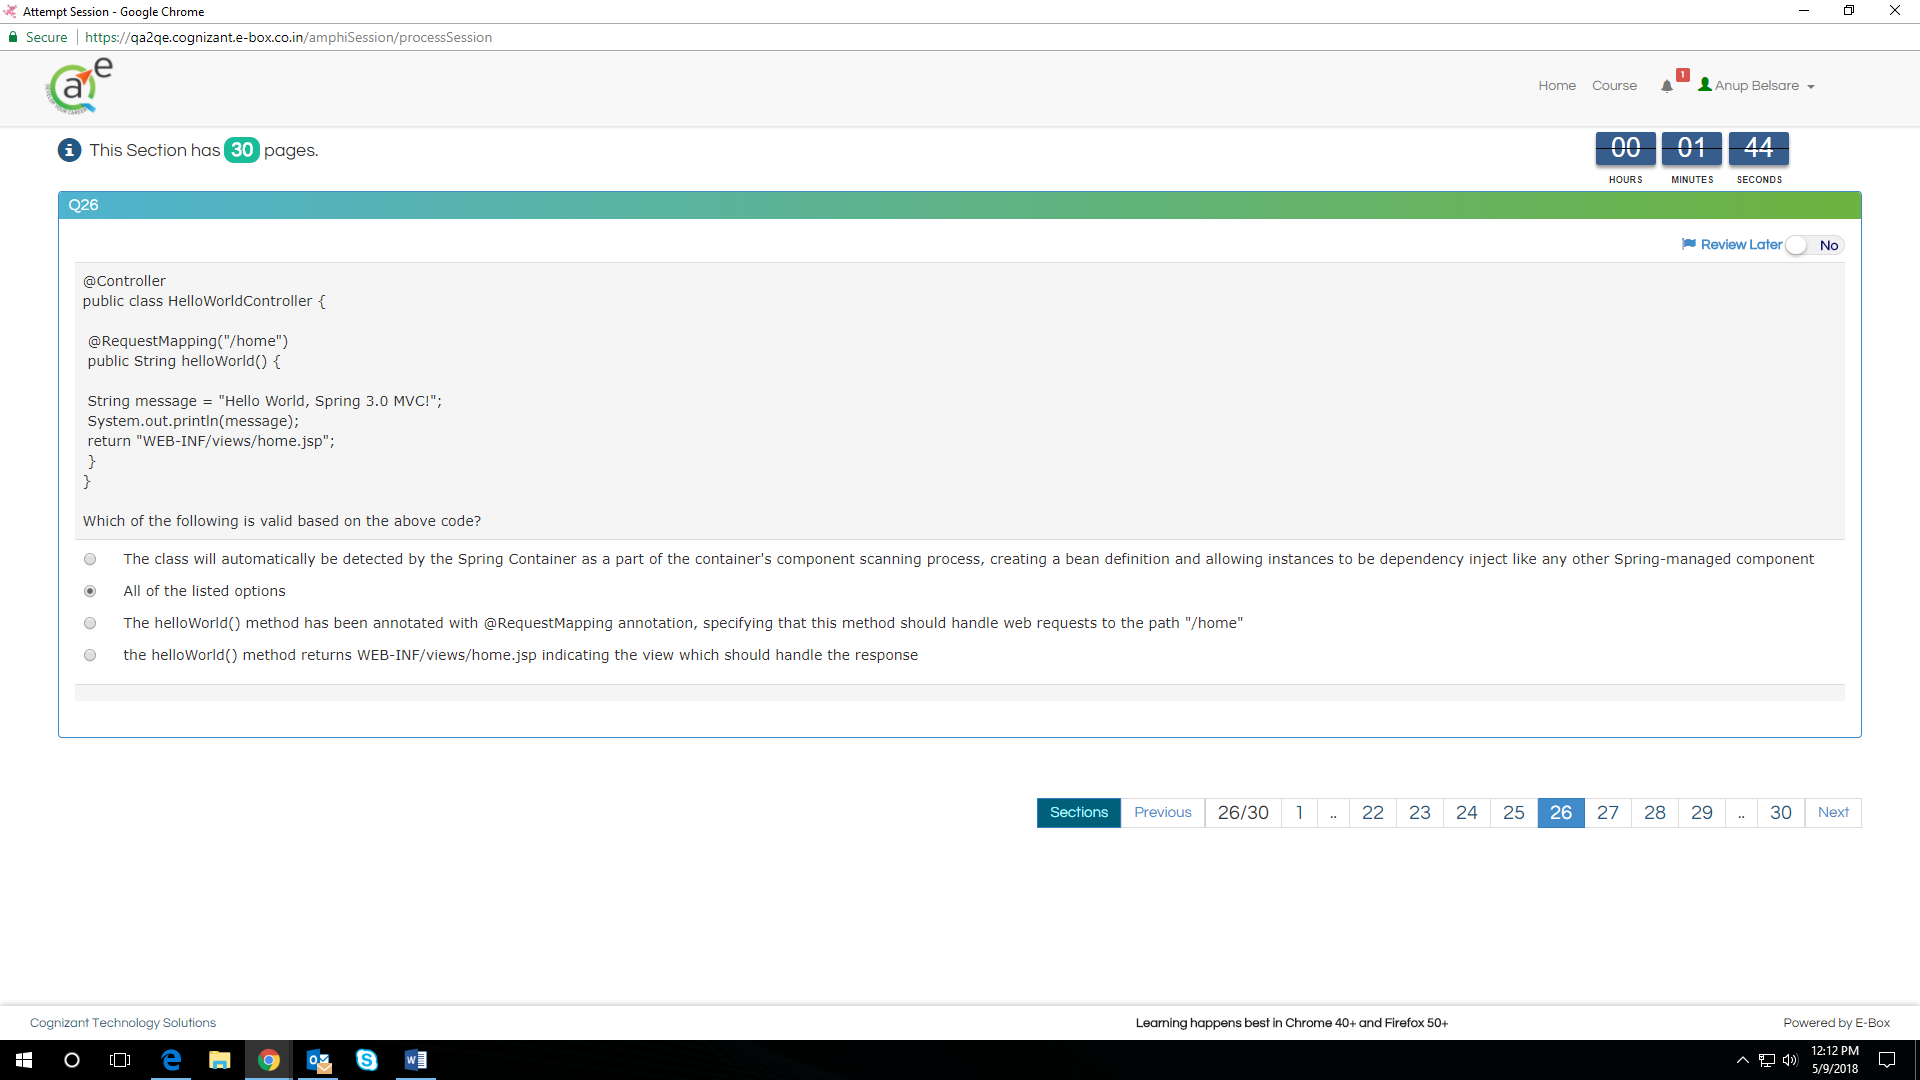 Attempt Session - Google Chrome
Secure https://qa2qe.cognizant.e-box.co.in/amphiSession/processSession
a e
Home Course 1 Anup Belsare
This Section has 30 pages.
00 01 44
HOURS MINUTES SECONDS
Q26
Review Later No
@Controller
public class HelloWorldController {
@RequestMapping("/home")
public String helloWorld() {
String message = "Hello World, Spring 3.0 MVC!";
System.out.println(message);
return "WEB-INF/views/home.jsp";
}
}
Which of the following is valid based on the above code?
The class will automatically be detected by the Spring Container as a part of the container's component scanning process, creating a bean definition and allowing instances to be dependency inject like any other Spring-managed component
All of the listed options
The helloWorld() method has been annotated with @RequestMapping annotation, specifying that this method should handle web requests to the path "/home"
the helloWorld() method returns WEB-INF/views/home.jsp indicating the view which should handle the response
Sections Previous 26/30 1 .. 22 23 24 25 26 27 28 29 .. 30 Next
Cognizant Technology Solutions Learning happens best in Chrome 40+ and Firefox 50+ Powered by E-Box
12:12 PM
5/9/2018